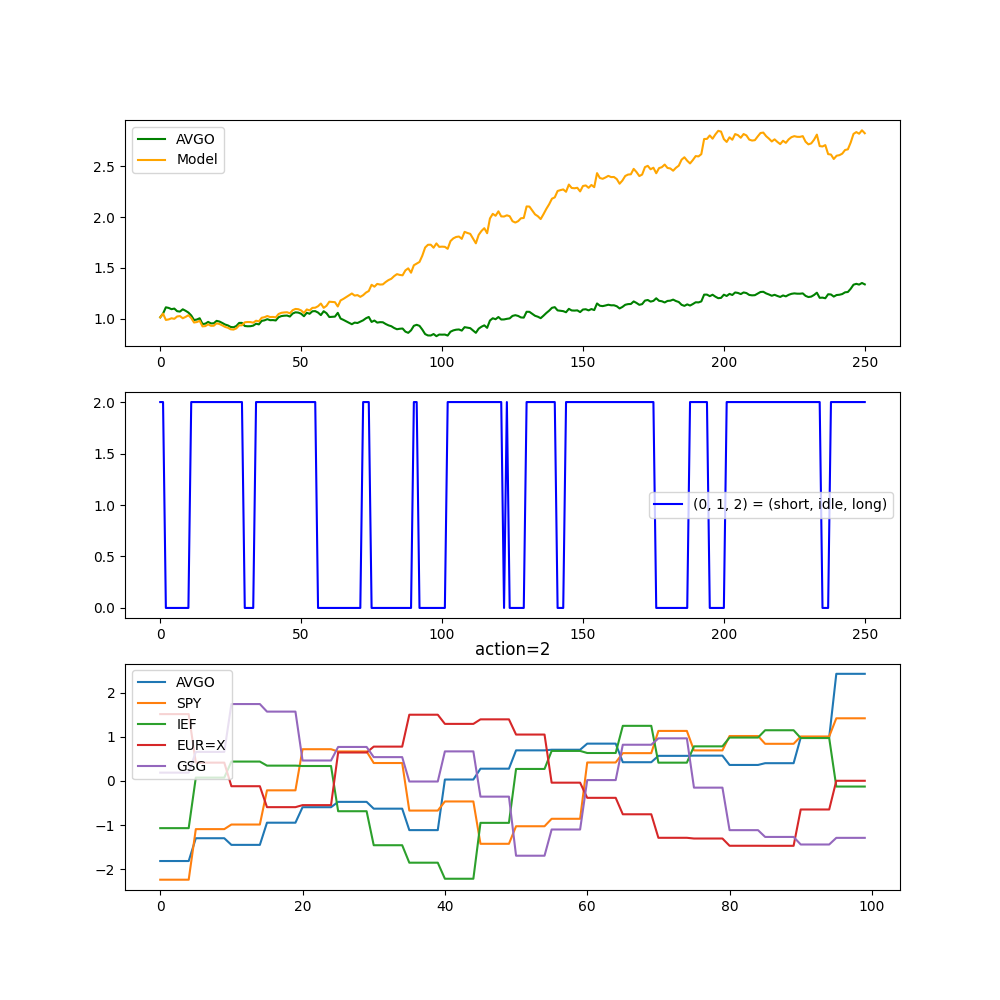 AVGO
Model
2.5
2.0
1.5
1.0
0 50 100 150 200 250
2.0
1.5
1.0
0.5
0.0
(0, 1, 2) = (short, idle, long)
0 50 100 150 200 250
action=2
AVGO
SPY
IEF
EUR=X
GSG
2
1
0
−1
−2
0 20 40 60 80 100